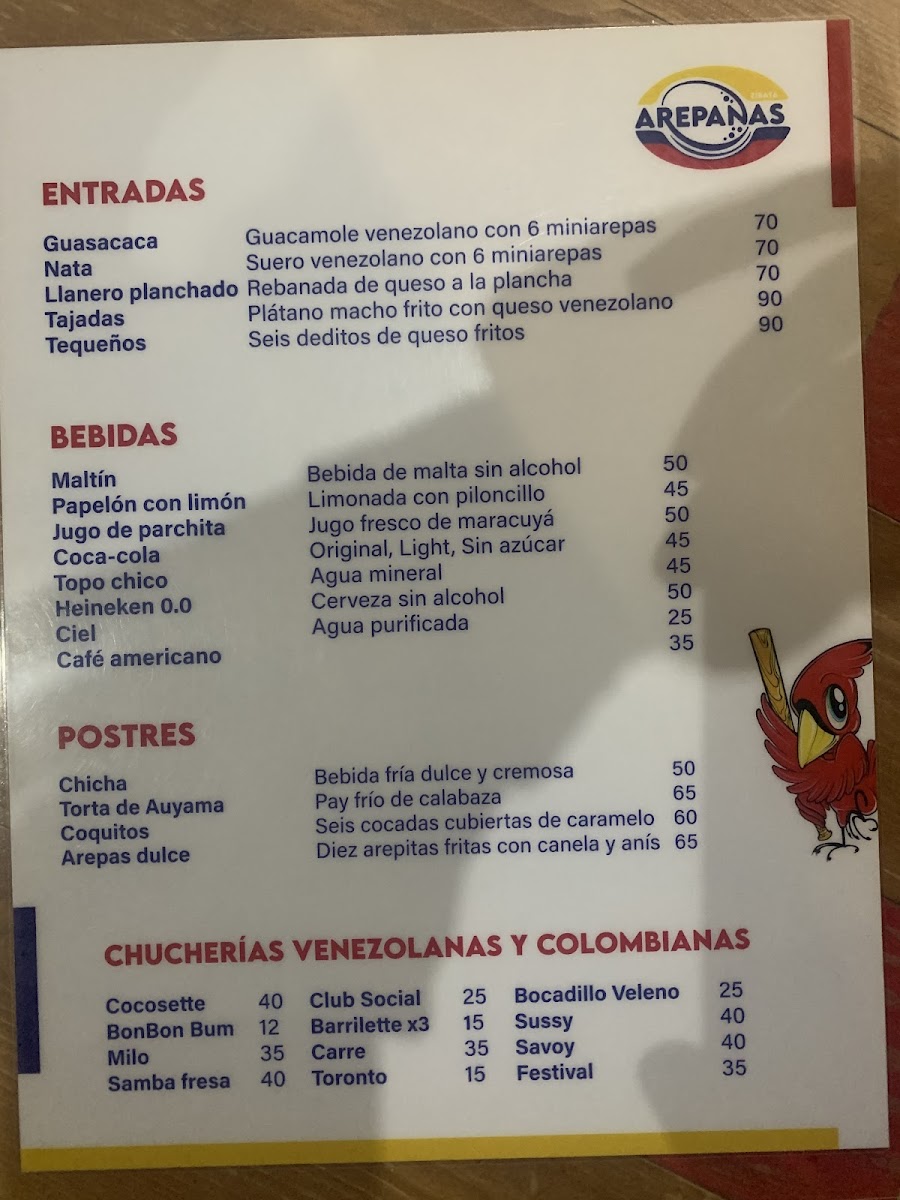 ZIBATÁ
AREPANAS
ENTRADAS
Guasacaca Guacamole venezolano con 6 miniarepas 70
Nata Suero venezolano con 6 miniarepas 70
Llanero planchado Rebanada de queso a la plancha 70
Tajadas Plátano macho frito con queso venezolano 90
Tequeños Seis deditos de queso fritos 90
BEBIDAS
Maltín Bebida de malta sin alcohol 50
Papelón con limón Limonada con piloncillo 45
Jugo de parchita Jugo fresco de maracuyá 50
Coca-cola Original, Light, Sin azúcar 45
Topo chico Agua mineral 45
Heineken 0.0 Cerveza sin alcohol 50
Ciel Agua purificada 25
Café americano 35
POSTRES
Chicha Bebida fría dulce y cremosa 50
Torta de Auyama Pay frío de calabaza 65
Coquitos Seis cocadas cubiertas de caramelo 60
Arepas dulce Diez arepitas fritas con canela y anís 65
CHUCHERÍAS VENEZOLANAS Y COLOMBIANAS
Cocosette 40 Club Social 25 Bocadillo Veleno 25
BonBon Bum 12 Barrilette x3 15 Sussy 40
Milo 35 Carre 35 Savoy 40
Samba fresa 40 Toronto 15 Festival 35